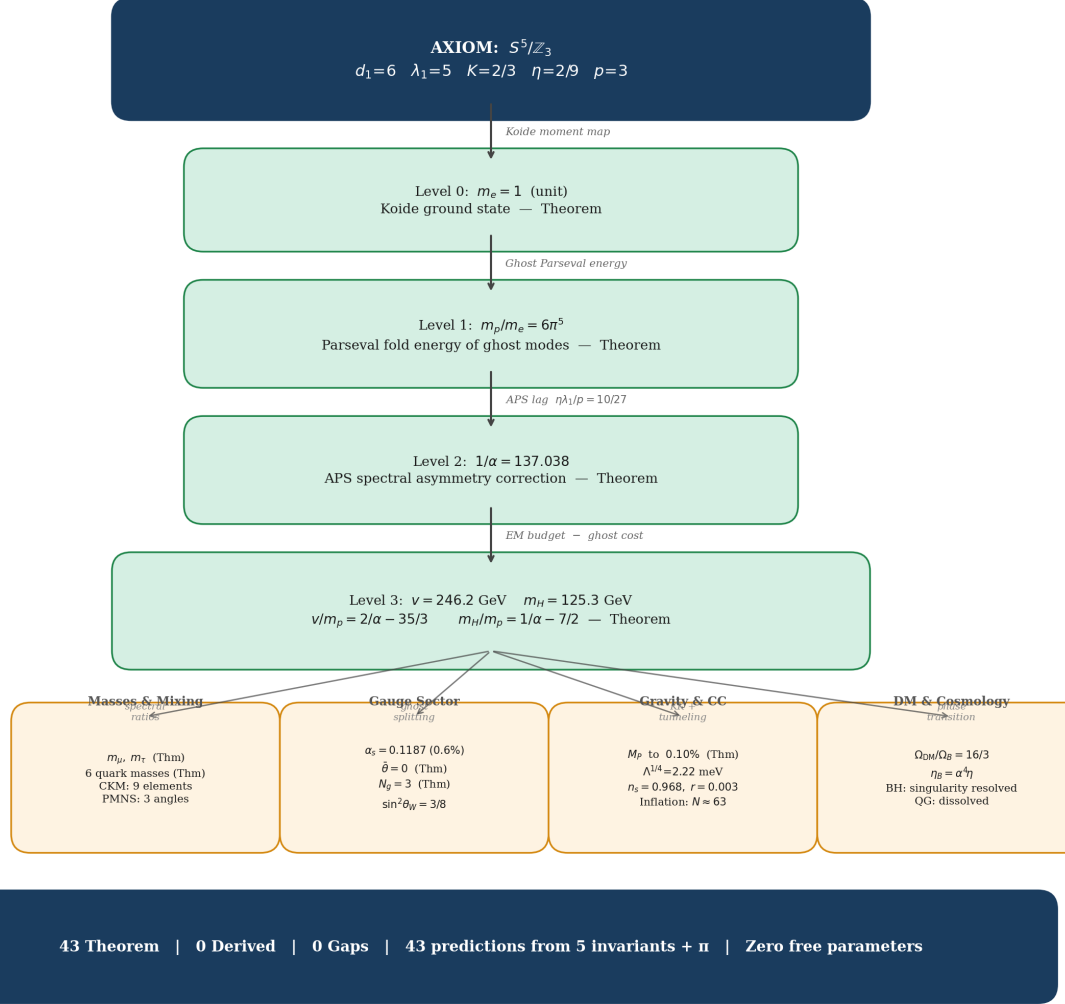 AXIOM: S⁵/ℤ₃
d₁=6 λ₁=5 K=2/3 η=2/9 p=3
Koide moment map
Level 0: mₑ = 1 (unit)
Koide ground state — Theorem
Ghost Parseval energy
Level 1: mₚ/mₑ = 6π⁵
Parseval fold energy of ghost modes — Theorem
APS lag ηλ₁/p = 10/27
Level 2: 1/α = 137.038
APS spectral asymmetry correction — Theorem
EM budget − ghost cost
Level 3: v = 246.2 GeV m_H = 125.3 GeV
v/mₚ = 2/α − 35/3 m_H/mₚ = 1/α − 7/2 — Theorem
Masses & Mixing
spectral
ratios
m_μ, m_τ (Thm)
6 quark masses (Thm)
CKM: 9 elements
PMNS: 3 angles
Gauge Sector
splitting
α_s = 0.1187 (0.6%)
θ̄ = 0 (Thm)
N_g = 3 (Thm)
sin²θ_W = 3/8
Gravity & CC
tunneling
M_P to 0.10% (Thm)
Λ^{1/4}=2.22 meV
n_s = 0.968, r = 0.003
Inflation: N ≈ 63
DM & Cosmology
phase
transition
Ω_DM/Ω_B = 16/3
η_B = α⁴η
BH: singularity resolved
QG: dissolved
43 Theorem | 0 Derived | 0 Gaps | 43 predictions from 5 invariants + π | Zero free parameters